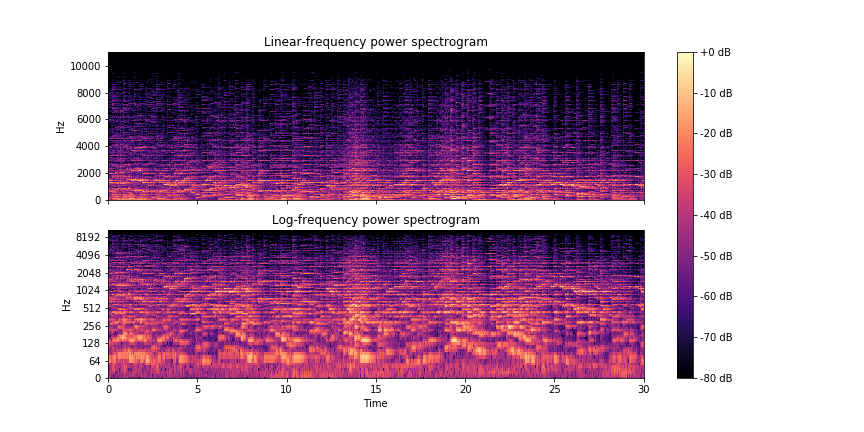 Linear-frequency power spectrogram
10000
8000
6000
4000
2000
0
Hz
Log-frequency power spectrogram
8192
4096
2048
1024
512
256
128
64
0
Hz
0
5
10
15
20
25
30
Time
+0 dB
-10 dB
-20 dB
-30 dB
-40 dB
-50 dB
-60 dB
-70 dB
-80 dB